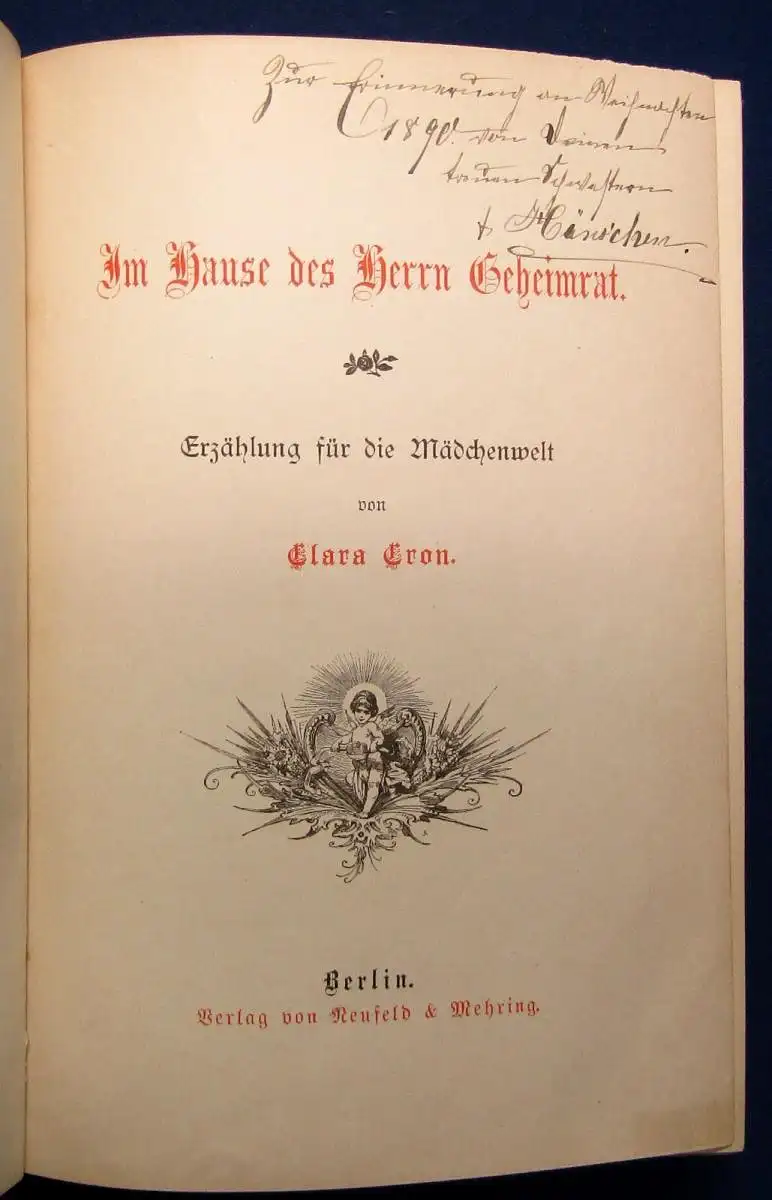 Zur Erinnerung an Weihnachten
1890. von Deinen
treuen Schwestern
& Hänschen.
Im Hause des Herrn Geheimrat.
Erzählung für die Mädchenwelt
von
Clara Cron.
Berlin.
Verlag von Neufeld & Mehring.